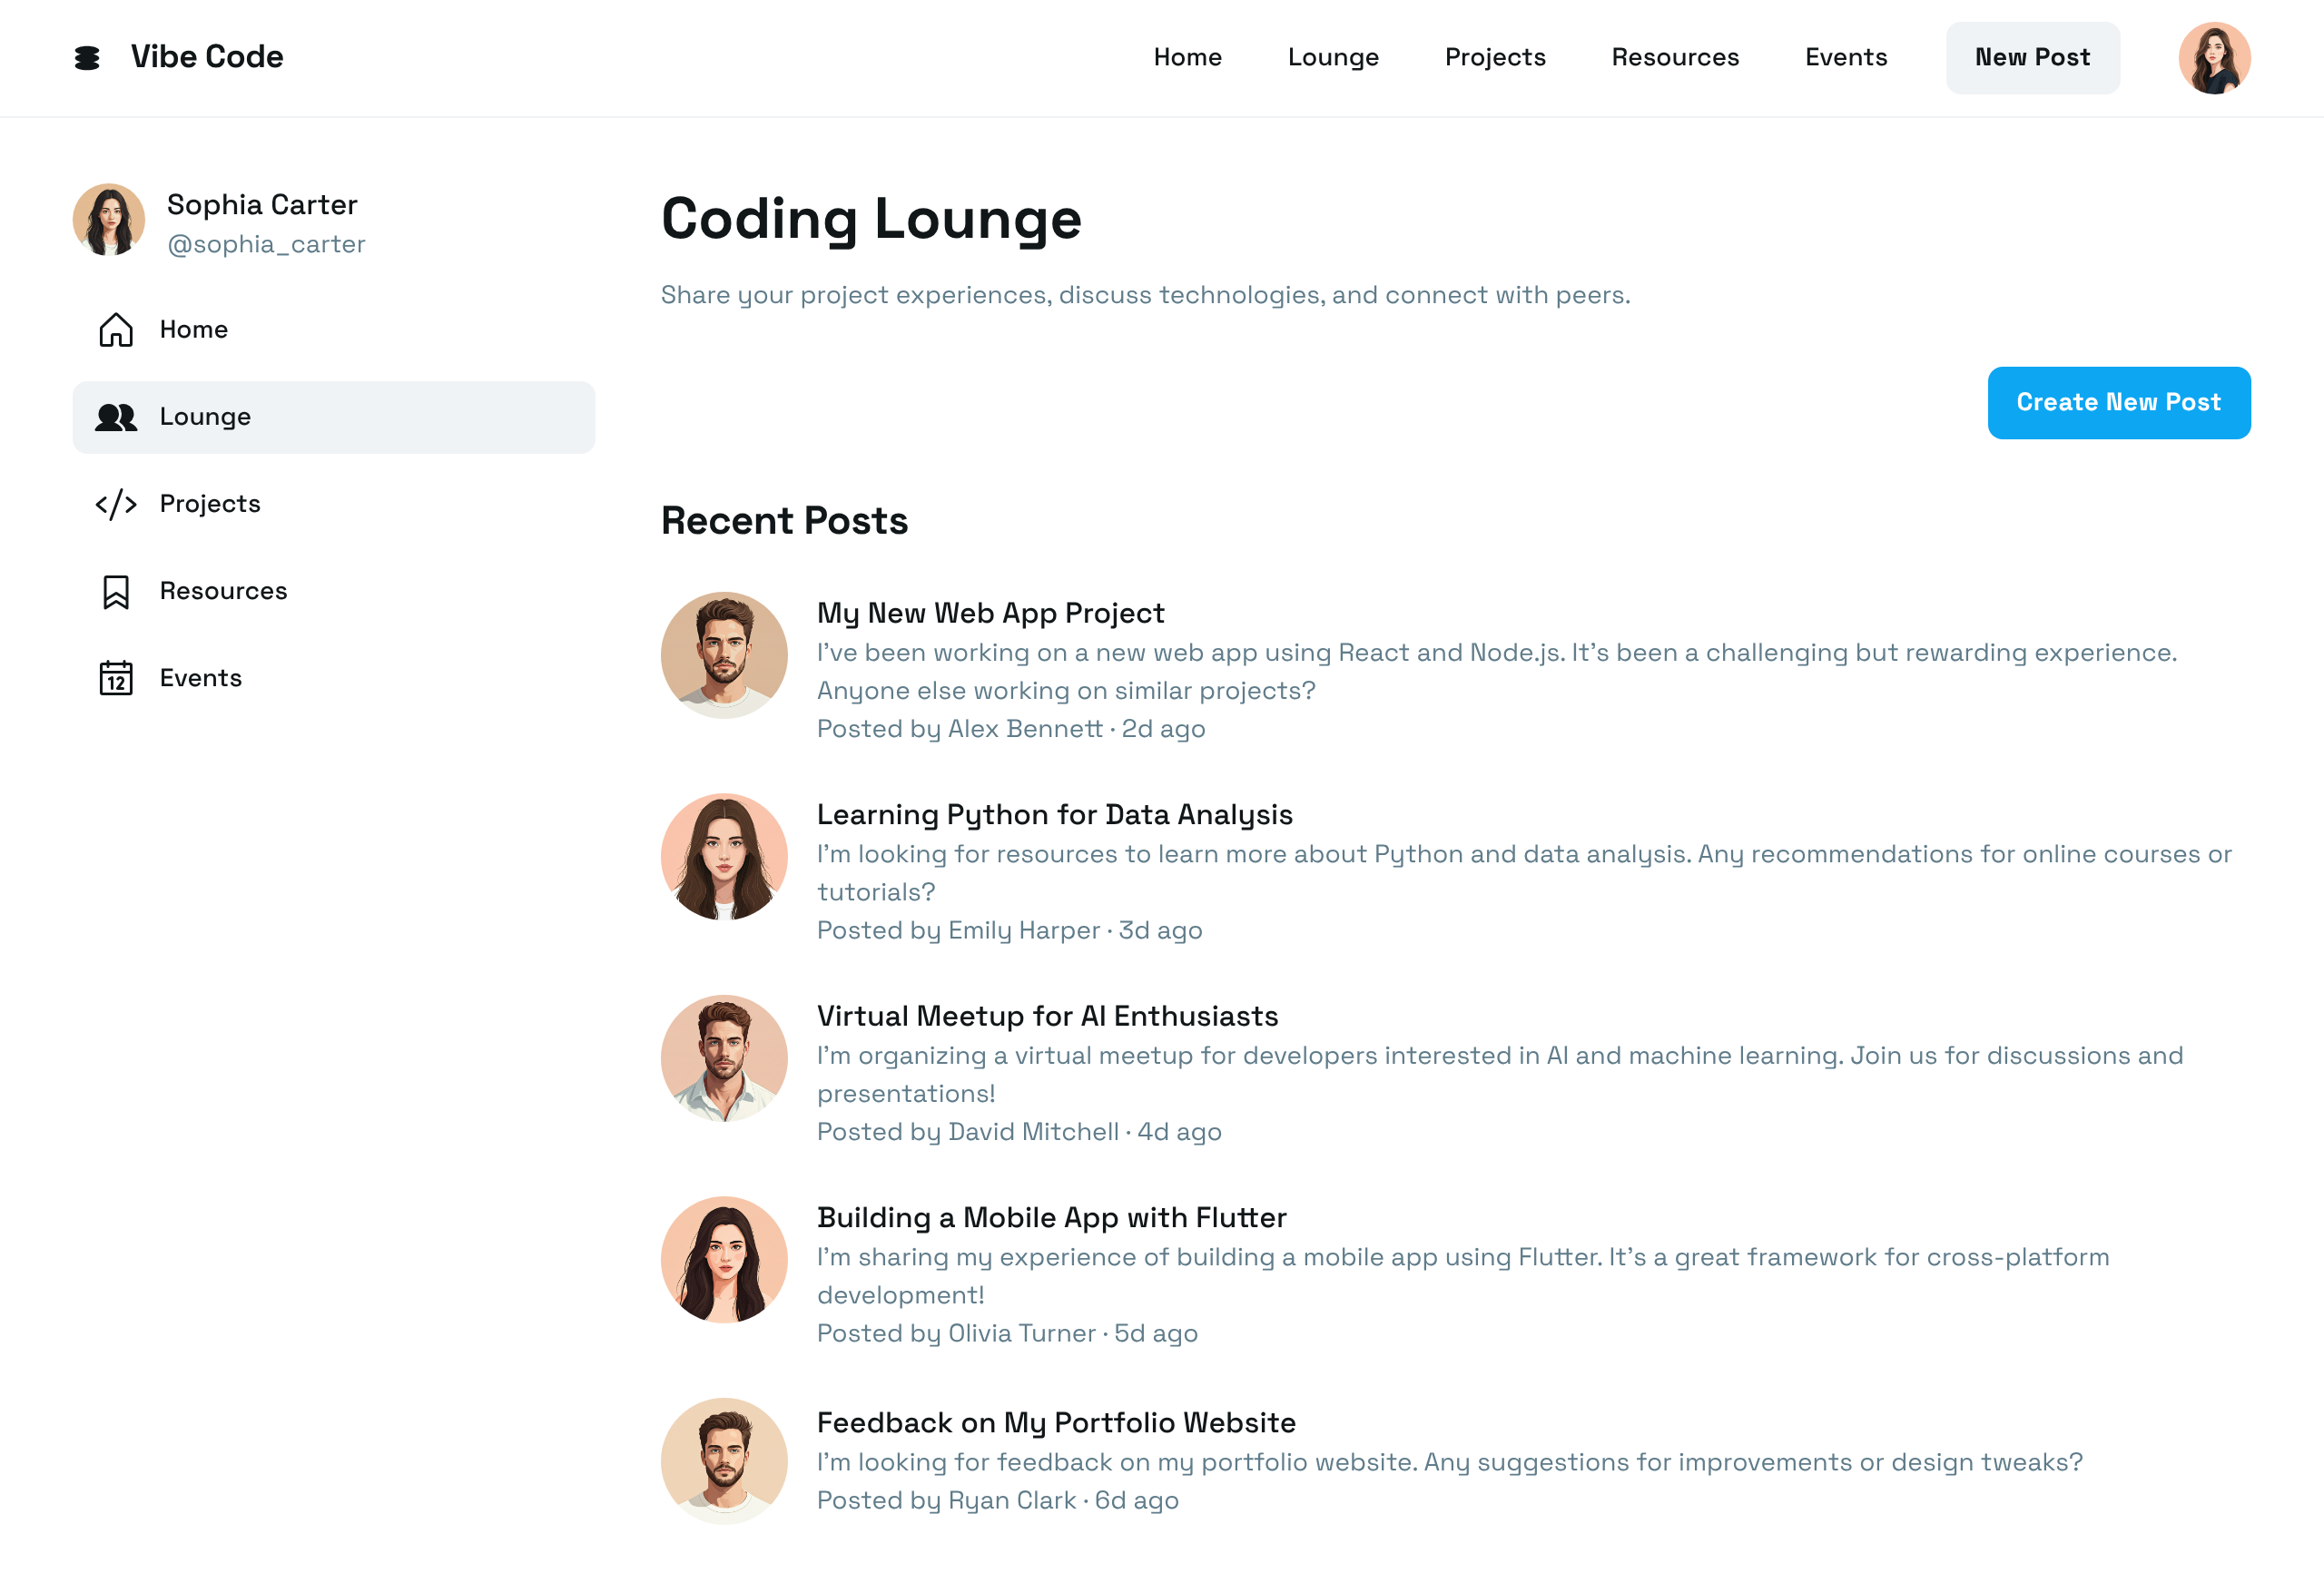 Vibe Code
Home
Lounge
Projects
Resources
Events
New Post
Sophia Carter
@sophia_carter
Home
Lounge
Projects
Resources
12
Events
Coding Lounge
Share your project experiences, discuss technologies, and connect with peers.
Create New Post
Recent Posts
My New Web App Project
I've been working on a new web app using React and Node.js. It's been a challenging but rewarding experience.
Anyone else working on similar projects?
Posted by Alex Bennett · 2d ago
Learning Python for Data Analysis
I'm looking for resources to learn more about Python and data analysis. Any recommendations for online courses or
tutorials?
Posted by Emily Harper · 3d ago
Virtual Meetup for AI Enthusiasts
I'm organizing a virtual meetup for developers interested in AI and machine learning. Join us for discussions and
presentations!
Posted by David Mitchell · 4d ago
Building a Mobile App with Flutter
I'm sharing my experience of building a mobile app using Flutter. It's a great framework for cross-platform
development!
Posted by Olivia Turner · 5d ago
Feedback on My Portfolio Website
I'm looking for feedback on my portfolio website. Any suggestions for improvements or design tweaks?
Posted by Ryan Clark · 6d ago